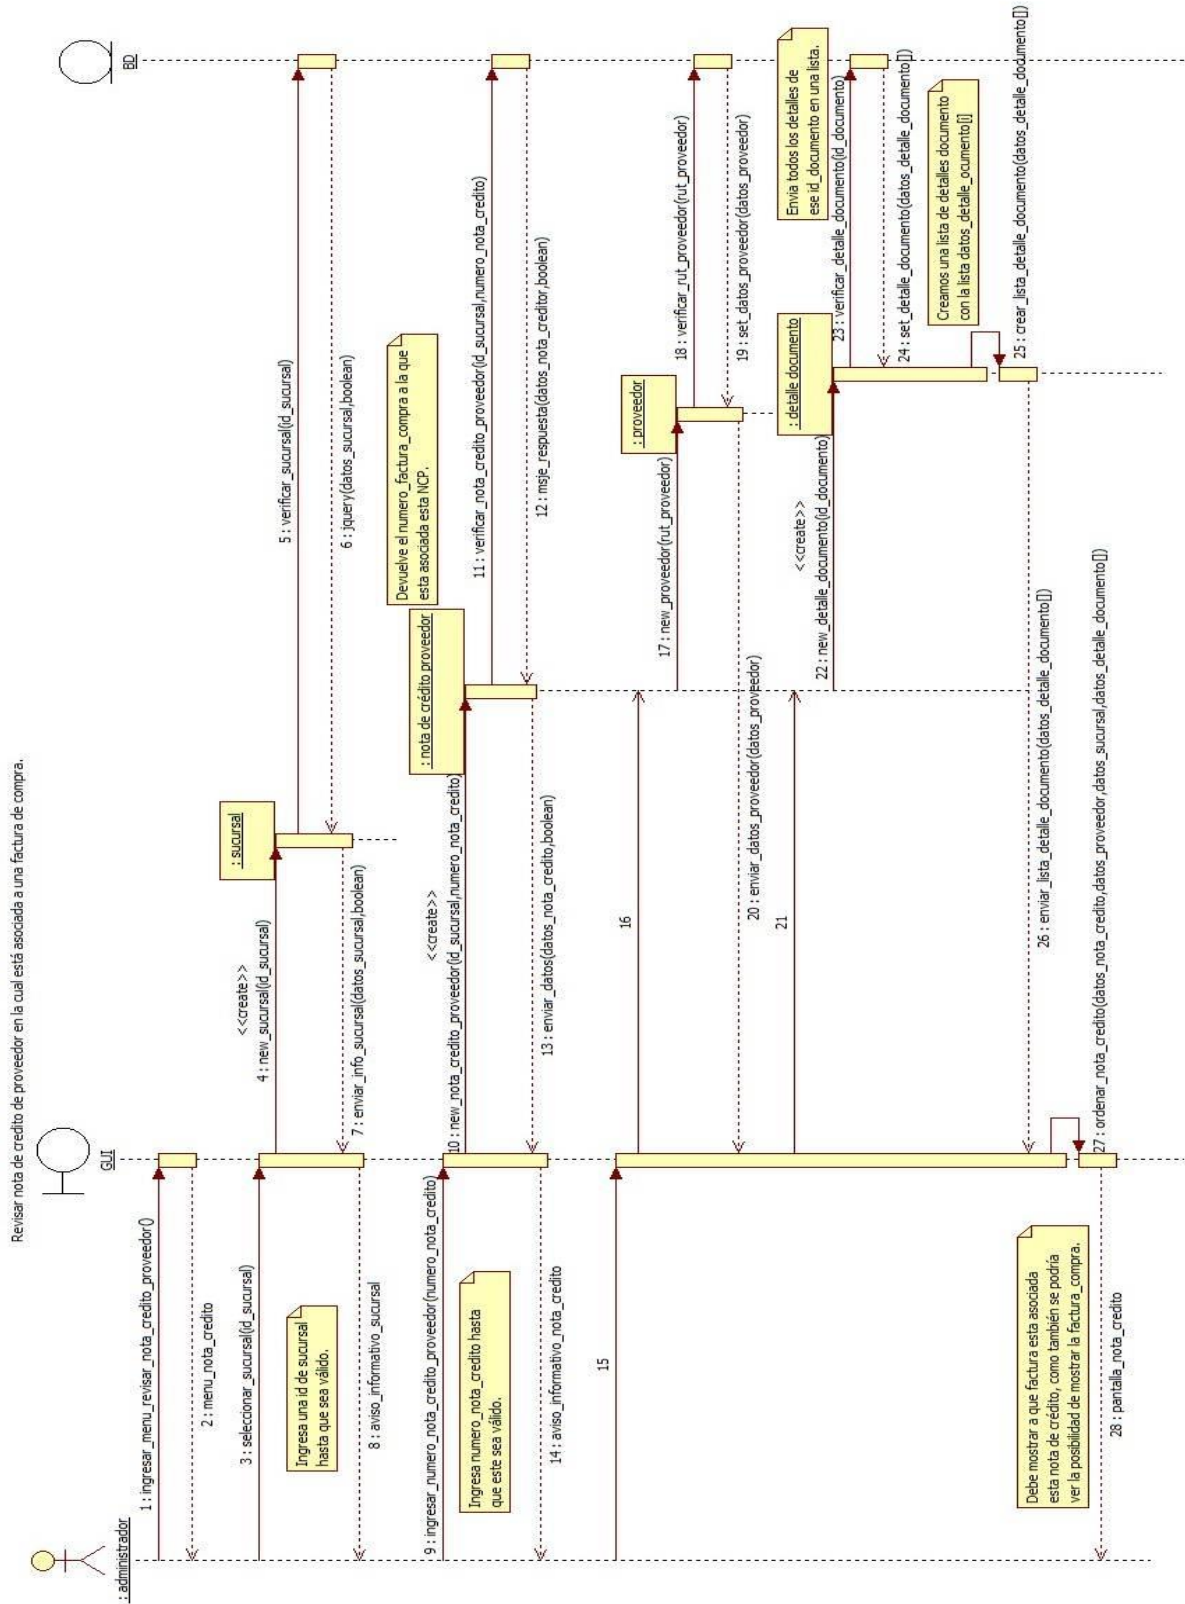 Revisar nota de credito de proveedor en la cual está asociada a una factura de compra.
: administrador
GUI
BD
1 : ingresar_menu_revisar_nota_credito_proveedor()
2 : menu_nota_credito
3 : seleccionar_sucursal(id_sucursal)
Ingresa una id de sucursal
hasta que sea válido.
<<create>>
4 : new_sucursal(id_sucursal)
: sucursal
5 : verificar_sucursal(id_sucursal)
6 : jquery(datos_sucursal,boolean)
7 : enviar_info_sucursal(datos_sucursal,boolean)
8 : aviso_informativo_sucursal
9 : ingresar_numero_nota_credito_proveedor(numero_nota_credito)
Ingresa numero_nota_credito hasta
que este sea válido.
<<create>>
10 : new_nota_credito_proveedor(id_sucursal,numero_nota_credito)
: nota de crédito proveedor
Devuelve el numero_factura_compra a la que
esta asociada esta NCP.
11 : verificar_nota_credito_proveedor(id_sucursal,numero_nota_credito)
12 : msje_respuesta(datos_nota_creditor,boolean)
13 : enviar_datos(datos_nota_credito,boolean)
14 : aviso_informativo_nota_credito
15
16
17 : new_proveedor(rut_proveedor)
: proveedor
18 : verificar_rut_proveedor(rut_proveedor)
19 : set_datos_proveedor(datos_proveedor)
20 : enviar_datos_proveedor(datos_proveedor)
21
<<create>>
22 : new_detalle_documento(id_documento)
: detalle documento
Envia todos los detalles de
ese id_documento en una lista.
23 : verificar_detalle_documento(id_documento)
24 : set_detalle_documento(datos_detalle_documento[])
Creamos una lista de detalles documento
con la lista datos_detalle_ocumento[i]
25 : crear_lista_detalle_documento(datos_detalle_documento[])
26 : enviar_lista_detalle_documento(datos_detalle_documento[])
27 : ordenar_nota_credito(datos_nota_credito,datos_proveedor,datos_sucursal,datos_detalle_documento[])
Debe mostrar a que factura esta asociada
esta nota de crédito, como también se podría
ver la posibilidad de mostrar la factura_compra.
28 : pantalla_nota_credito